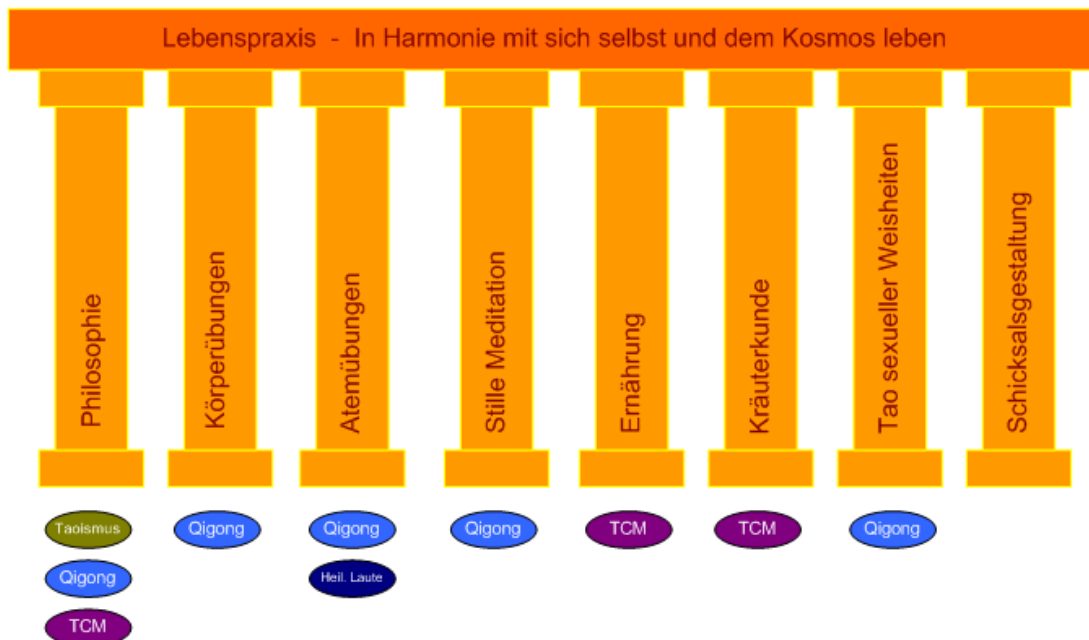 Lebenspraxis - In Harmonie mit sich selbst und dem Kosmos leben
Philosophie
Körperübungen
Atemübungen
Stille Meditation
Ernährung
Kräuterkunde
Tao sexueller Weisheiten
Schicksalsgestaltung
Taoismus
Qigong
Qigong
Qigong
TCM
TCM
Qigong
Qigong
Heil. Laute
TCM